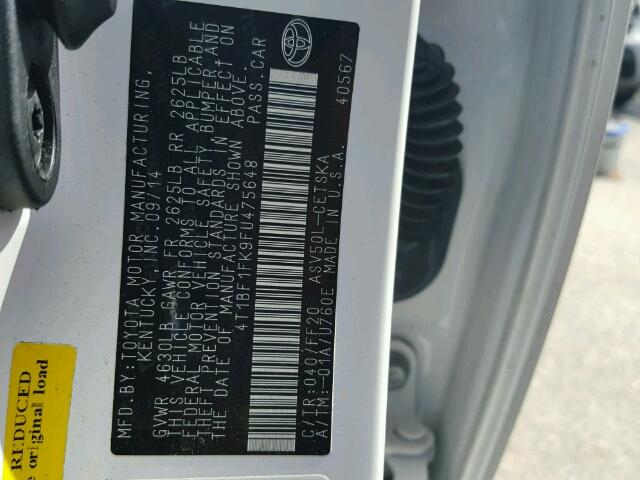 MFD.BY:TOYOTA MOTOR MANUFACTURING,
KENTUCKY,INC.09/14
GVWR 4630LB GAWR FR 2625LB RR 2625LB
THIS VEHICLE CONFORMS TO ALL APPLICABLE
FEDERAL MOTOR VEHICLE SAFETY,BUMPER,AND
THEFT PREVENTION STANDARDS IN EFFECT ON
THE DATE OF MANUFACTURE SHOWN ABOVE.
4T1BF1FK9FU475648 PASS.CAR
C/TR:040/FF20 ASV50L-CETSKA
A/TM:-01A/U760E MADE IN U.S.A.
40567
REDUCED
original load